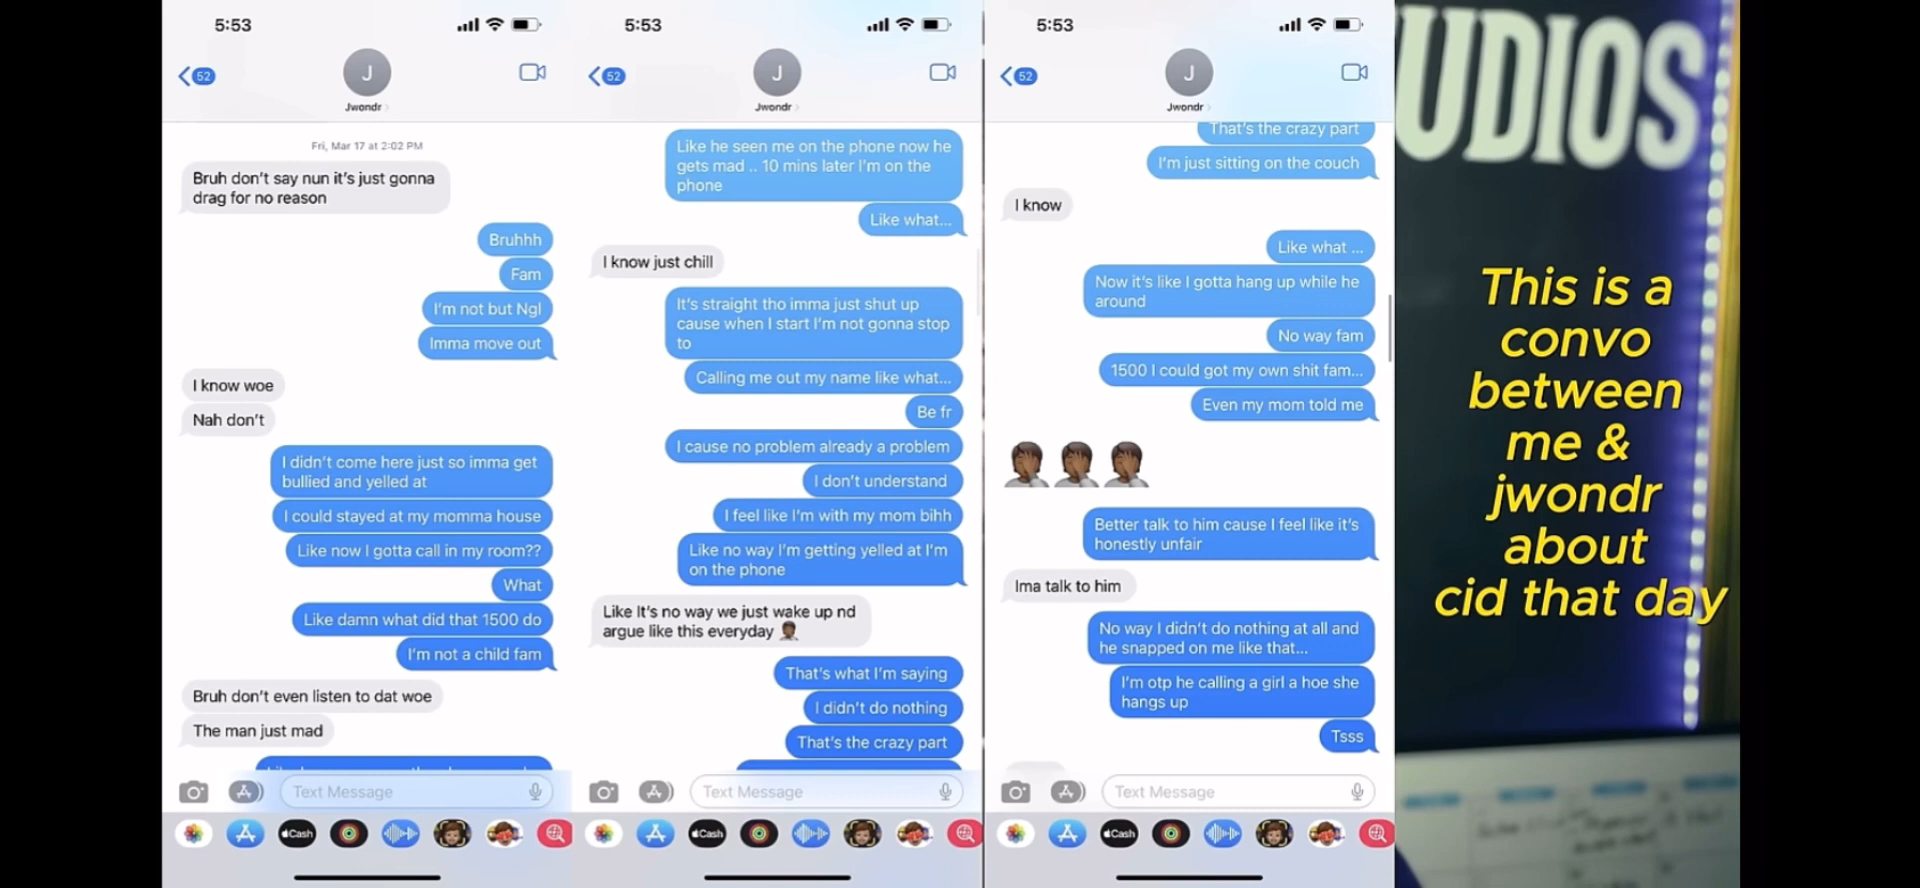 5:53
52
J
Jwondr
Fri, Mar 17 at 2:02 PM
Bruh don't say nun it's just gonna
drag for no reason
Bruhhh
Fam
I'm not but Ngl
Imma move out
I know woe
Nah don't
I didn't come here just so imma get
bullied and yelled at
I could stayed at my momma house
Like now I gotta call in my room??
What
Like damn what did that 1500 do
I'm not a child fam
Bruh don't even listen to dat woe
The man just mad
Text Message
Cash
5:53
52
J
Jwondr
Like he seen me on the phone now he
gets mad .. 10 mins later I'm on the
phone
Like what...
I know just chill
It's straight tho imma just shut up
cause when I start I'm not gonna stop
to
Calling me out my name like what...
Be fr
I cause no problem already a problem
I don't understand
I feel like I'm with my mom bihh
Like no way I'm getting yelled at I'm
on the phone
Like It's no way we just wake up nd
argue like this everyday
That's what I'm saying
I didn't do nothing
That's the crazy part
Text Message
Cash
5:53
52
J
Jwondr
That's the crazy part
I'm just sitting on the couch
I know
Like what ...
Now it's like I gotta hang up while he
around
No way fam
1500 I could got my own shit fam...
Even my mom told me
Better talk to him cause I feel like it's
honestly unfair
Ima talk to him
No way I didn't do nothing at all and
he snapped on me like that...
I'm otp he calling a girl a hoe she
hangs up
Tsss
Text Message
Cash
UDIOS
This is a
convo
between
me &
jwondr
about
cid that day